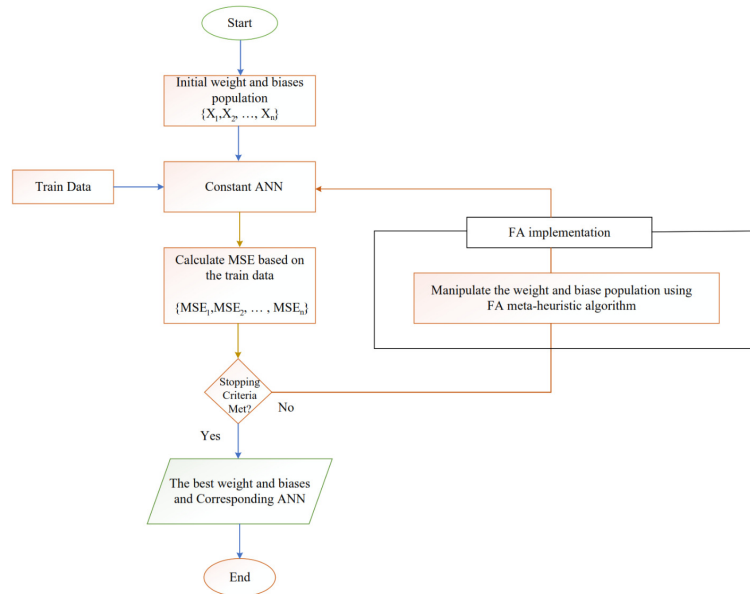 Start
Initial weight and biases
population
{X₁,X₂, …, Xₙ}
Train Data
Constant ANN
FA implementation
Calculate MSE based on
the train data
{MSE₁,MSE₂, … , MSEₙ}
Manipulate the weight and biase population using
FA meta-heuristic algorithm
Stopping
Criteria
Met?
No
Yes
The best weight and biases
and Corresponding ANN
End